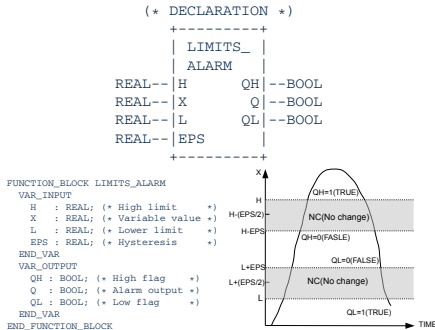 (* DECLARATION *)
+---------+
| LIMITS_ |
| ALARM |
REAL--|H QH|--BOOL
REAL--|X Q|--BOOL
REAL--|L QL|--BOOL
REAL--|EPS |
+---------+
FUNCTION_BLOCK LIMITS_ALARM
VAR_INPUT
H : REAL; (* High limit *)
X : REAL; (* Variable value *)
L : REAL; (* Lower limit *)
EPS : REAL; (* Hysteresis *)
END_VAR
VAR_OUTPUT
QH : BOOL; (* High flag *)
Q : BOOL; (* Alarm output *)
QL : BOOL; (* Low flag *)
END_VAR
END_FUNCTION_BLOCK
X
QH=1(TRUE)
H
H-(EPS/2)
NC(No change)
H-EPS
QH=0(FASLE)
QL=0(FALSE)
L+EPS
L+(EPS/2)
NC(No change)
L
QL=1(TRUE)
TIME